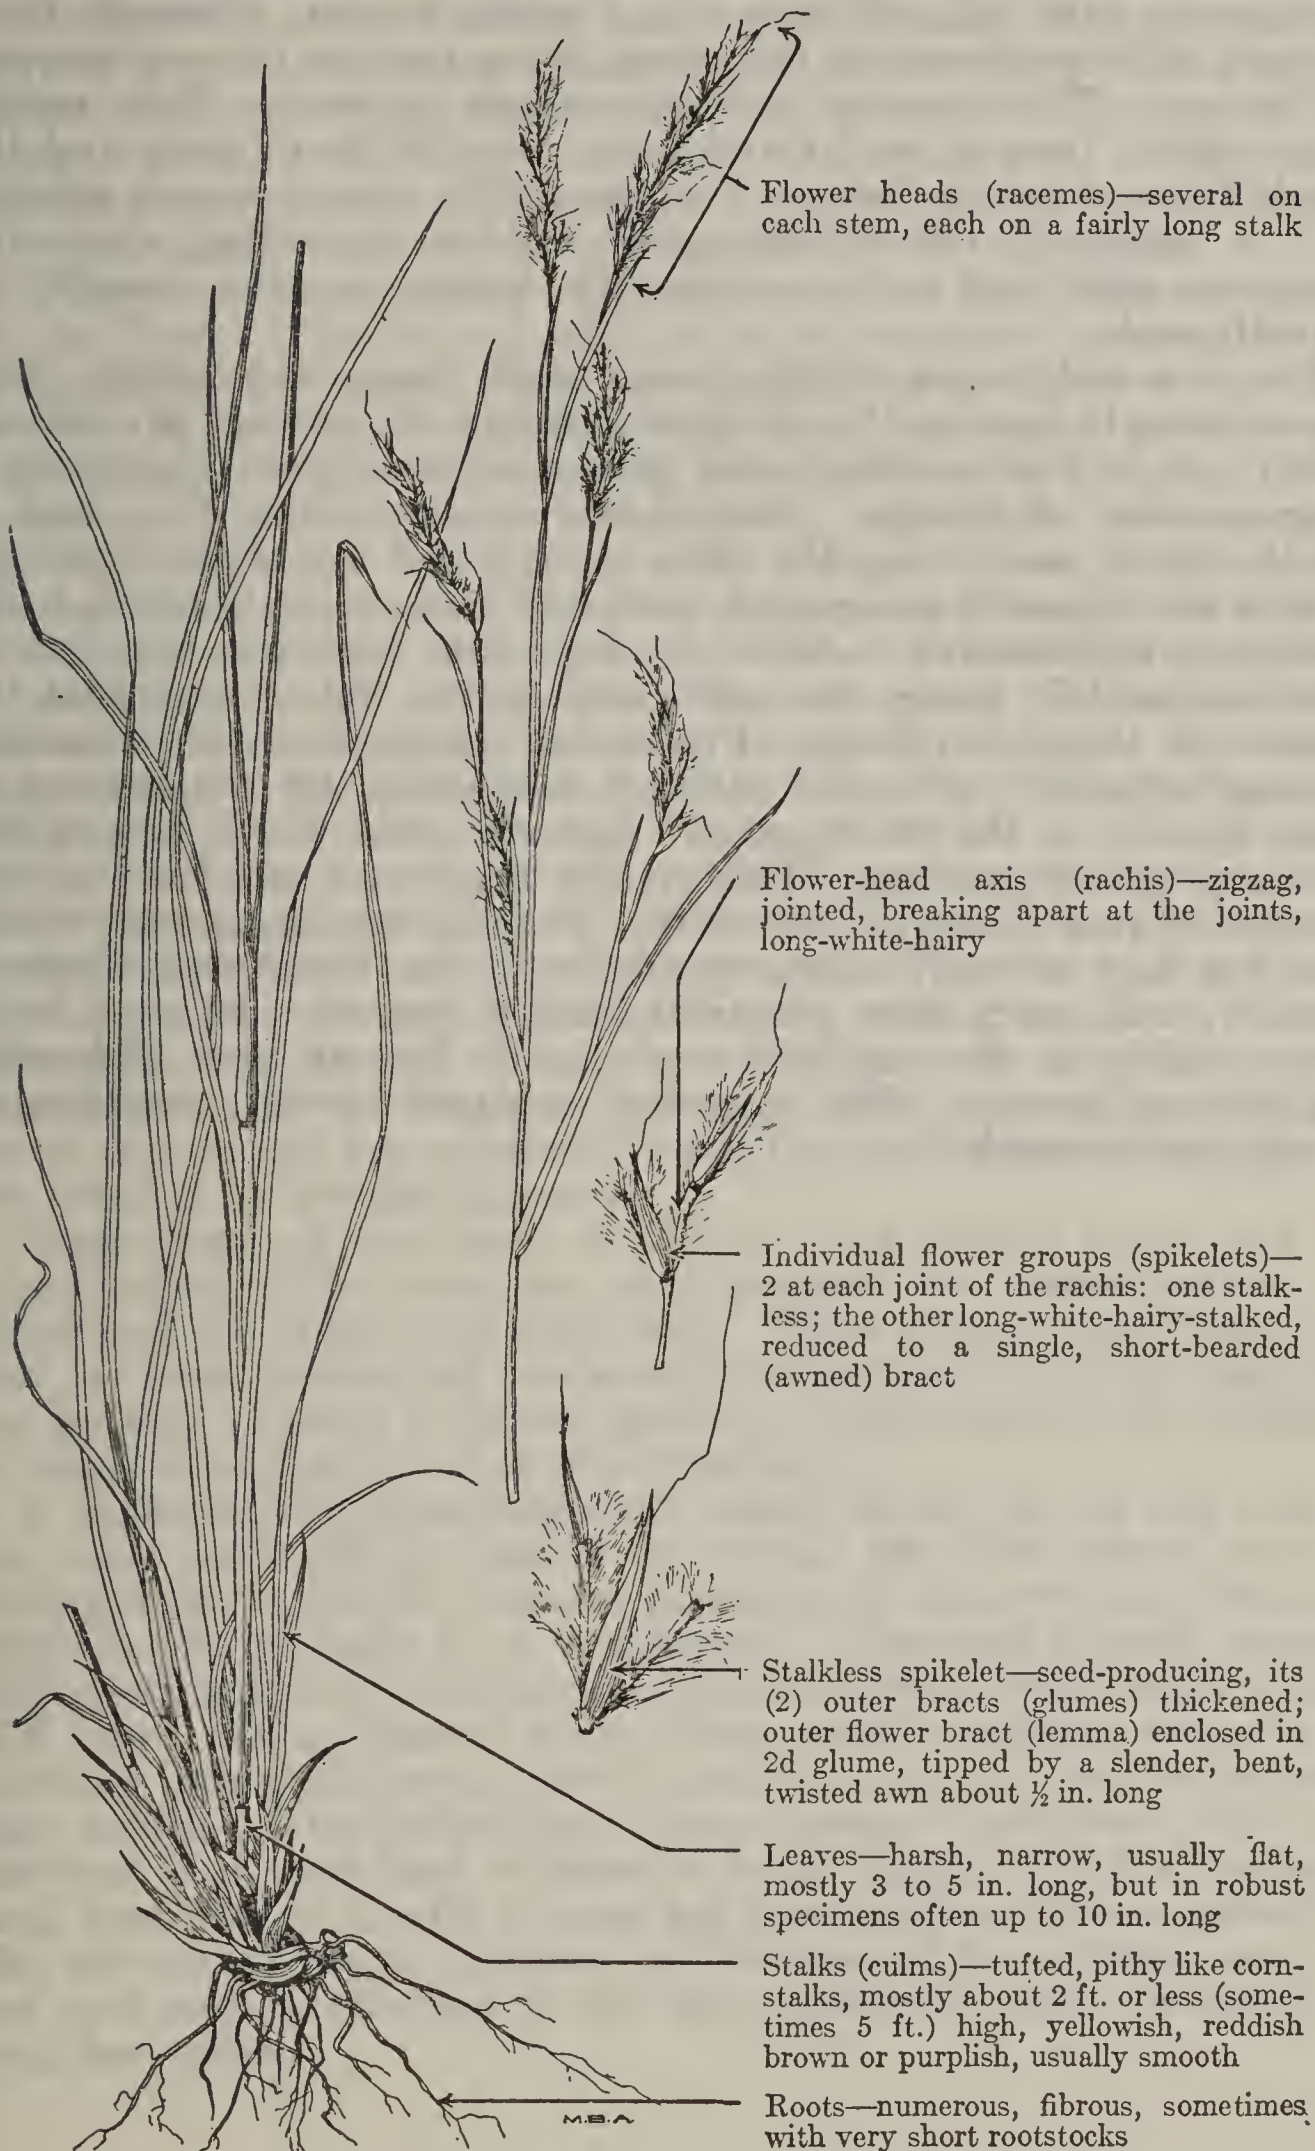 Flower heads (racemes)—several on
each stem, each on a fairly long stalk
Flower-head axis (rachis)—zigzag,
jointed, breaking apart at the joints,
long-white-hairy
Individual flower groups (spikelets)—
2 at each joint of the rachis: one stalk-
less; the other long-white-hairy-stalked,
reduced to a single, short-bearded
(awned) bract
Stalkless spikelet—seed-producing, its
(2) outer bracts (glumes) thickened;
outer flower bract (lemma) enclosed in
2d glume, tipped by a slender, bent,
twisted awn about ½ in. long
Leaves—harsh, narrow, usually flat,
mostly 3 to 5 in. long, but in robust
specimens often up to 10 in. long
Stalks (culms)—tufted, pithy like corn-
stalks, mostly about 2 ft. or less (some-
times 5 ft.) high, yellowish, reddish
brown or purplish, usually smooth
Roots—numerous, fibrous, sometimes
with very short rootstocks
M.B.A